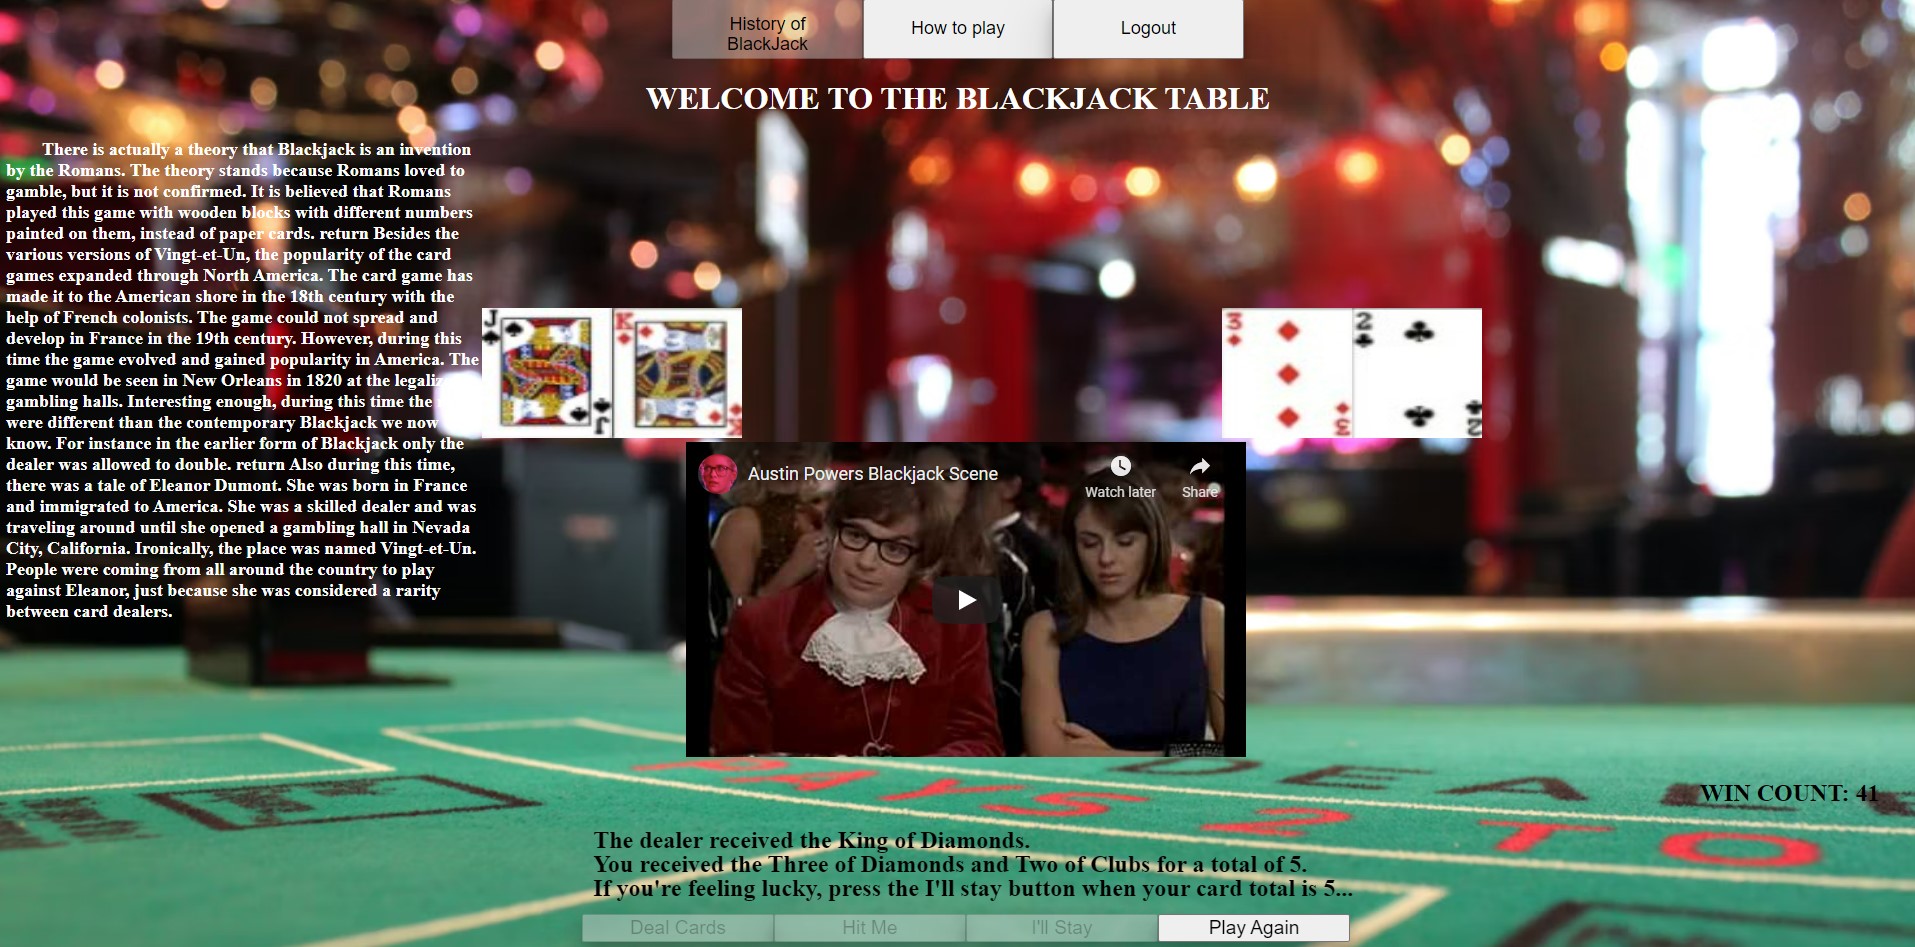 History of
BlackJack
How to play
Logout
WELCOME TO THE BLACKJACK TABLE
There is actually a theory that Blackjack is an invention
by the Romans. The theory stands because Romans loved to
gamble, but it is not confirmed. It is believed that Romans
played this game with wooden blocks with different numbers
painted on them, instead of paper cards. return Besides the
various versions of Vingt-et-Un, the popularity of the card
games expanded through North America. The card game has
made it to the American shore in the 18th century with the
help of French colonists. The game could not spread and
develop in France in the 19th century. However, during this
time the game evolved and gained popularity in America. The
game would be seen in New Orleans in 1820 at the
gambling halls. Interesting enough, during this time the
were different than the contemporary Blackjack we now
know. For instance in the earlier form of Blackjack only the
dealer was allowed to double. return Also during this time,
there was a tale of Eleanor Dumont. She was born in France
and immigrated to America. She was a skilled dealer and was
traveling around until she opened a gambling hall in Nevada
City, California. Ironically, the place was named Vingt-et-Un.
People were coming from all around the country to play
against Eleanor, just because she was considered a rarity
between card dealers.
J
K
J
K
3
2
3
2
Austin Powers Blackjack Scene
Watch later
Share
PAYS 2 TO
WIN COUNT: 41
The dealer received the King of Diamonds.
You received the Three of Diamonds and Two of Clubs for a total of 5.
If you're feeling lucky, press the I'll stay button when your card total is 5...
Deal Cards
Hit Me
I'll Stay
Play Again